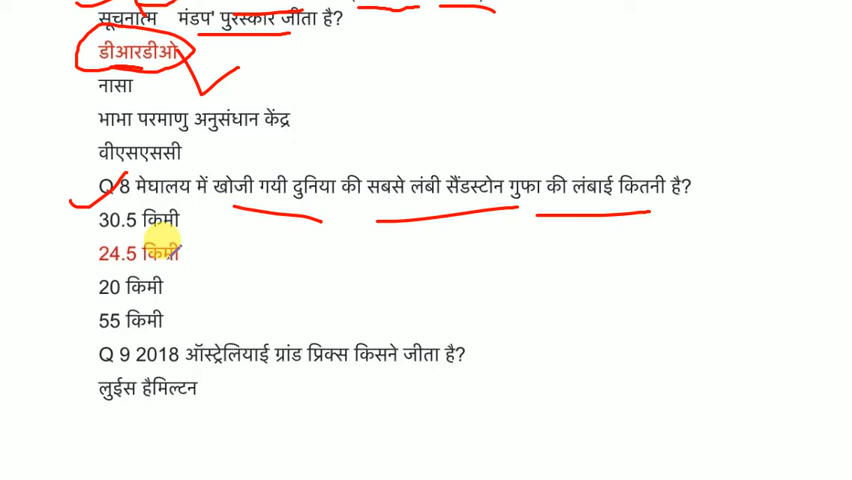 सूचनात्म मंडप' पुरस्कार जीता है?
डीआरडीओ
नासा
भाभा परमाणु अनुसंधान केंद्र
वीएसएससी
Q 8 मेघालय में खोजी गयी दुनिया की सबसे लंबी सैंडस्टोन गुफा की लंबाई कितनी है?
30.5 किमी
24.5 किमी
20 किमी
55 किमी
Q 9 2018 ऑस्ट्रेलियाई ग्रांड प्रिक्स किसने जीता है?
लुईस हैमिल्टन